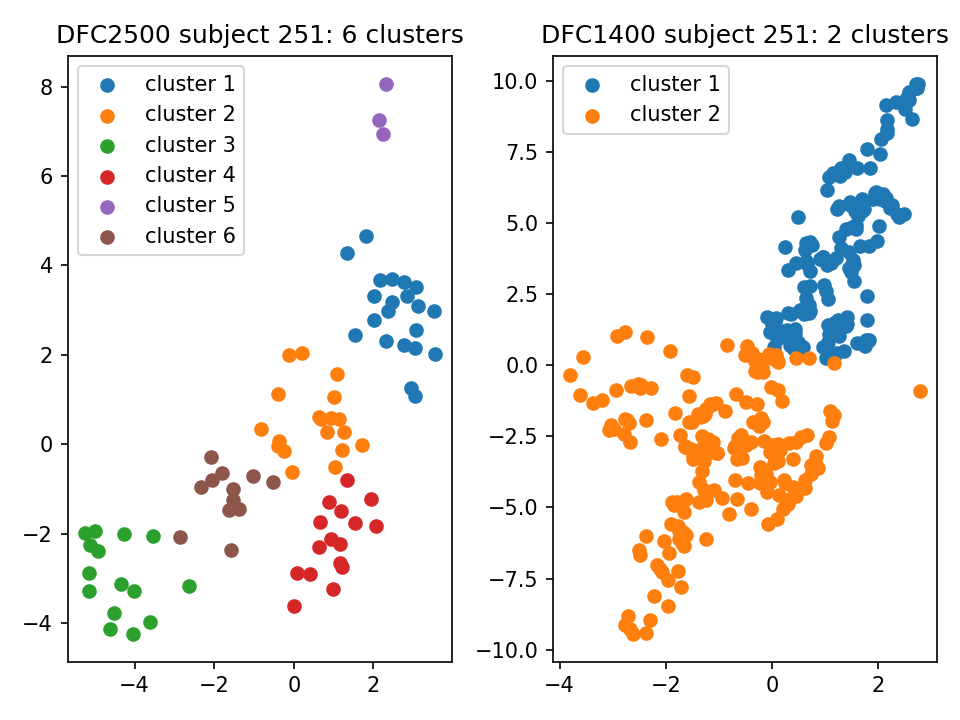 DFC2500 subject 251: 6 clusters
8
6
4
2
0
−2
−4
−4
−2
0
2
cluster 1
cluster 2
cluster 3
cluster 4
cluster 5
cluster 6
DFC1400 subject 251: 2 clusters
10.0
7.5
5.0
2.5
0.0
−2.5
−5.0
−7.5
−10.0
−4
−2
0
2
cluster 1
cluster 2